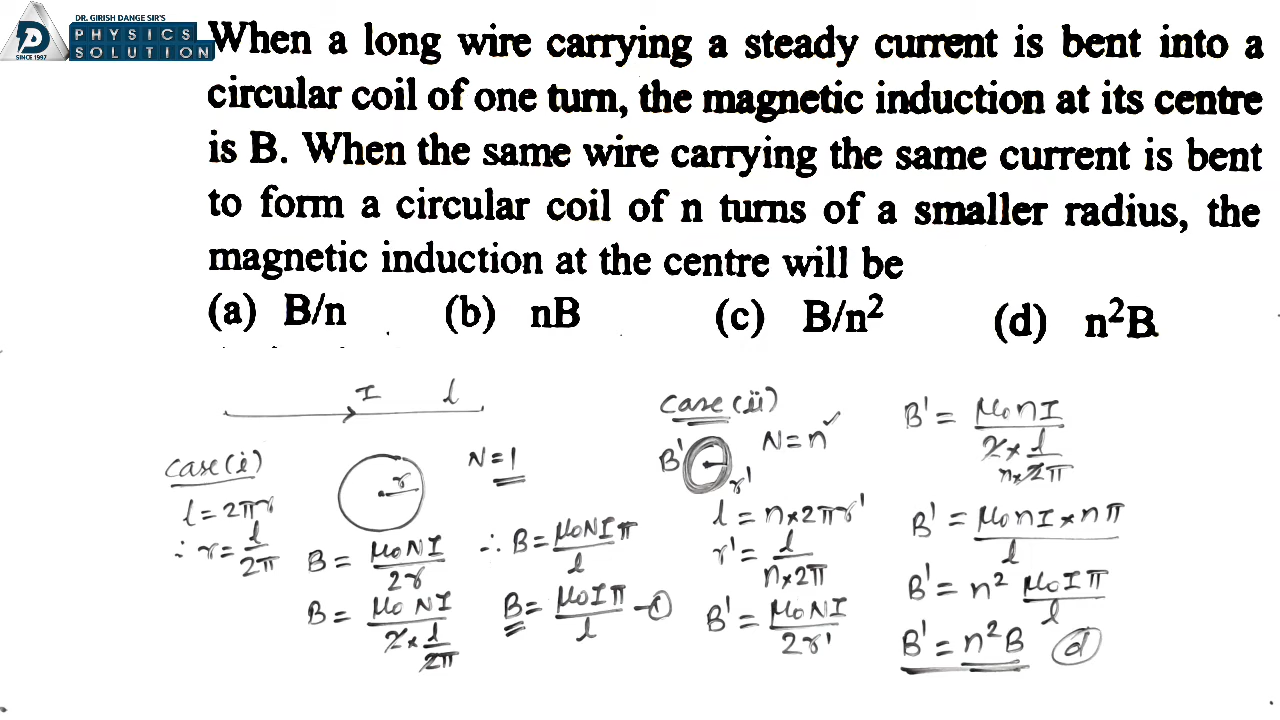 DR. GIRISH DANGE SIR'S
PHYSICS
SOLUTION
SINCE 1997
When a long wire carrying a steady current is bent into a
circular coil of one turn, the magnetic induction at its centre
is B. When the same wire carrying the same current is bent
to form a circular coil of n turns of a smaller radius, the
magnetic induction at the centre will be
(a) B/n (b) nB (c) B/n² (d) n²B
I l
case (i)
l = 2πr
∴ r = l/2π
r
N = 1
B = μ₀NI/2r
B = μ₀NI/(2 × l/2π)
∴ B = μ₀NIπ/l
B = μ₀Iπ/l —①
case (ii)
B' r' N = n ✓
l = n×2πr'
r' = l/(n×2π)
B' = μ₀NI/2r'
B' = μ₀nI/(2 × l/(n×2π))
B' = μ₀nI×nπ/l
B' = n² μ₀Iπ/l
B' = n²B (d)